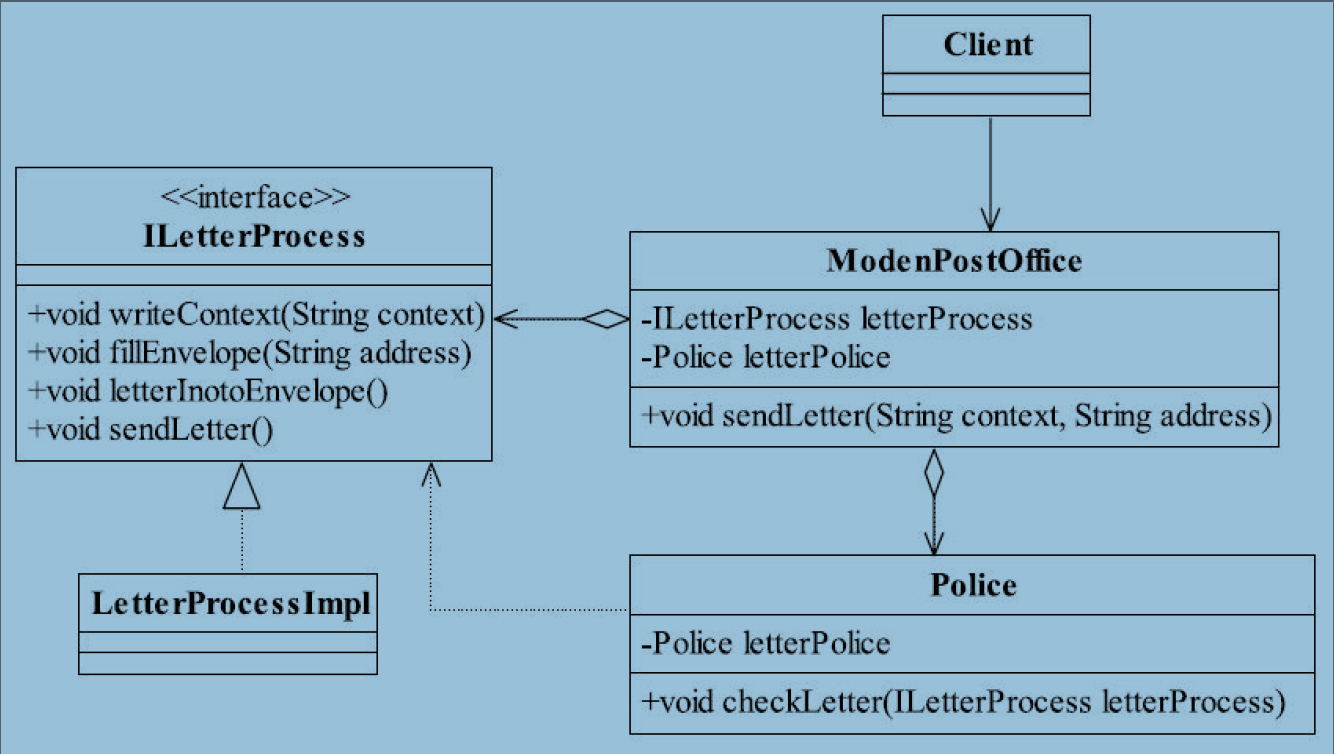 Client
<<interface>>
ILetterProcess
+void writeContext(String context)
+void fillEnvelope(String address)
+void letterInotoEnvelope()
+void sendLetter()
ModenPostOffice
-ILetterProcess letterProcess
-Police letterPolice
+void sendLetter(String context, String address)
LetterProcessImpl
Police
-Police letterPolice
+void checkLetter(ILetterProcess letterProcess)